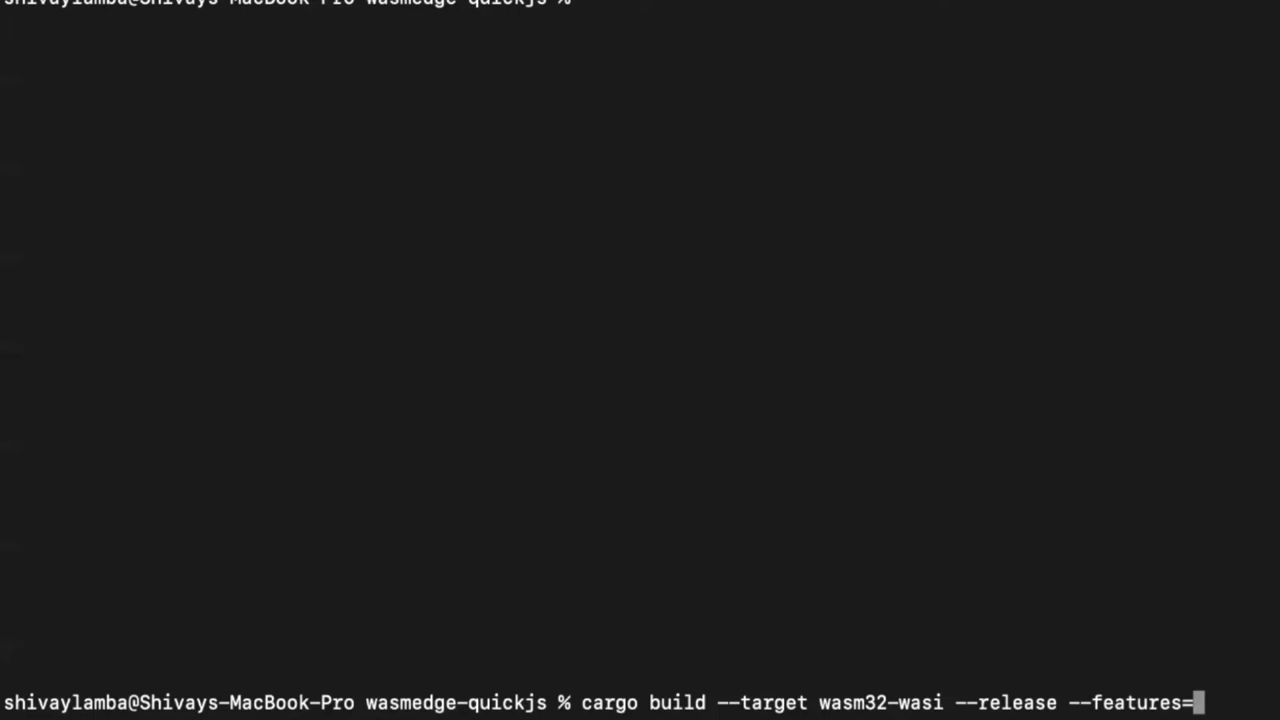 shivaylamba@Shivays-MacBook-Pro wasmedge-quickjs %
shivaylamba@Shivays-MacBook-Pro wasmedge-quickjs % cargo build --target wasm32-wasi --release --features=